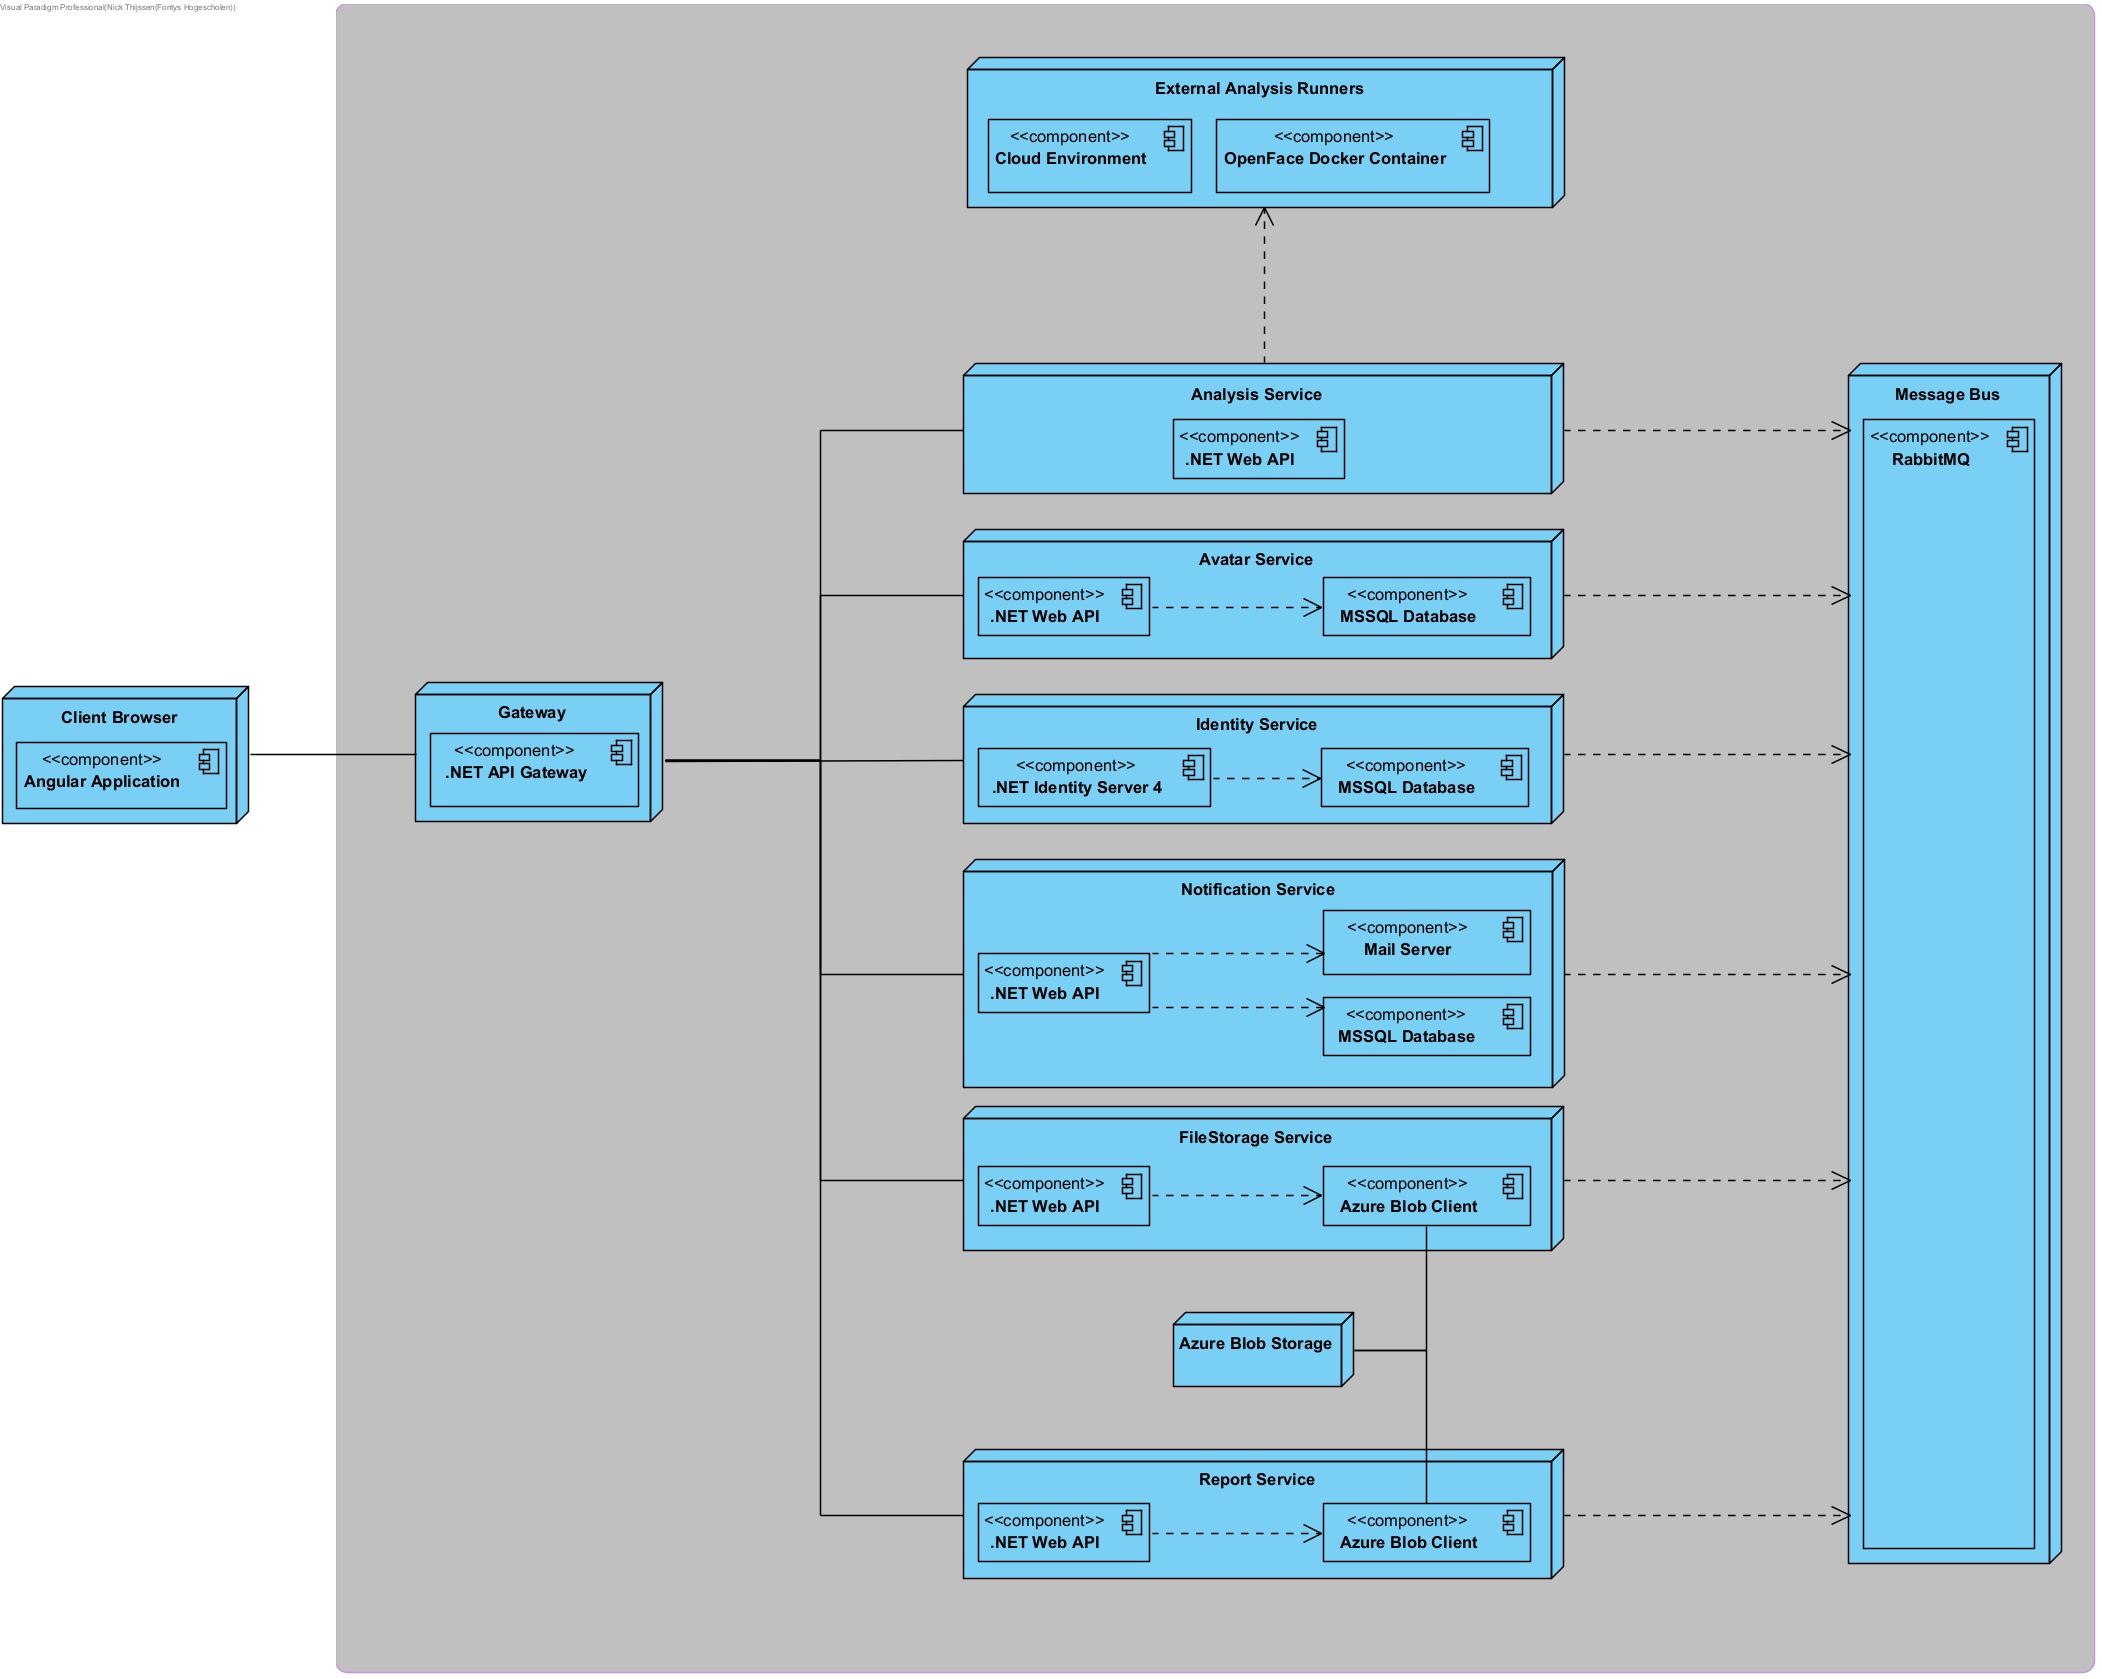 Visual Paradigm Professional(Nick Thijssen(Fontys Hogescholen))
External Analysis Runners
<<component>>
Cloud Environment
<<component>>
OpenFace Docker Container
Analysis Service
<<component>>
.NET Web API
Message Bus
<<component>>
RabbitMQ
Avatar Service
<<component>>
.NET Web API
<<component>>
MSSQL Database
Client Browser
<<component>>
Angular Application
Gateway
<<component>>
.NET API Gateway
Identity Service
<<component>>
.NET Identity Server 4
<<component>>
MSSQL Database
Notification Service
<<component>>
.NET Web API
<<component>>
Mail Server
<<component>>
MSSQL Database
FileStorage Service
<<component>>
.NET Web API
<<component>>
Azure Blob Client
Azure Blob Storage
Report Service
<<component>>
.NET Web API
<<component>>
Azure Blob Client